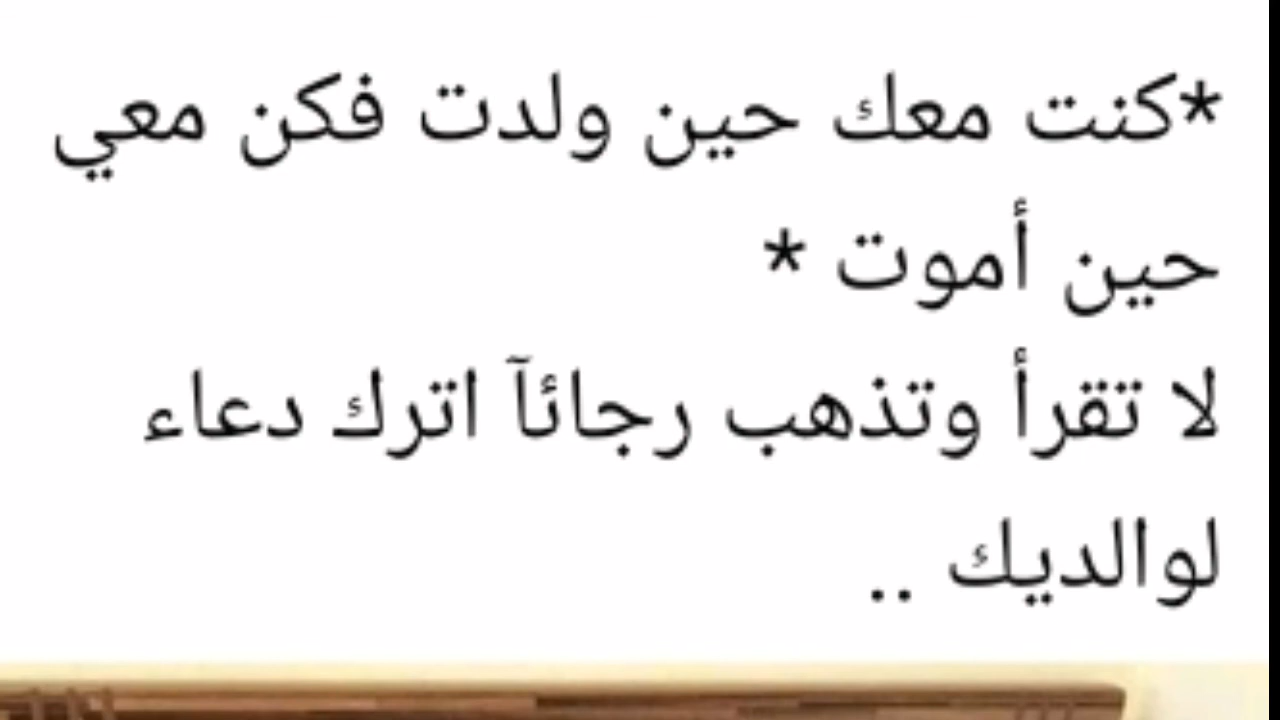 *كنت معك حين ولدت فكن معي
حين أموت *
لا تقرأ وتذهب رجائآ اترك دعاء
لوالديك ..